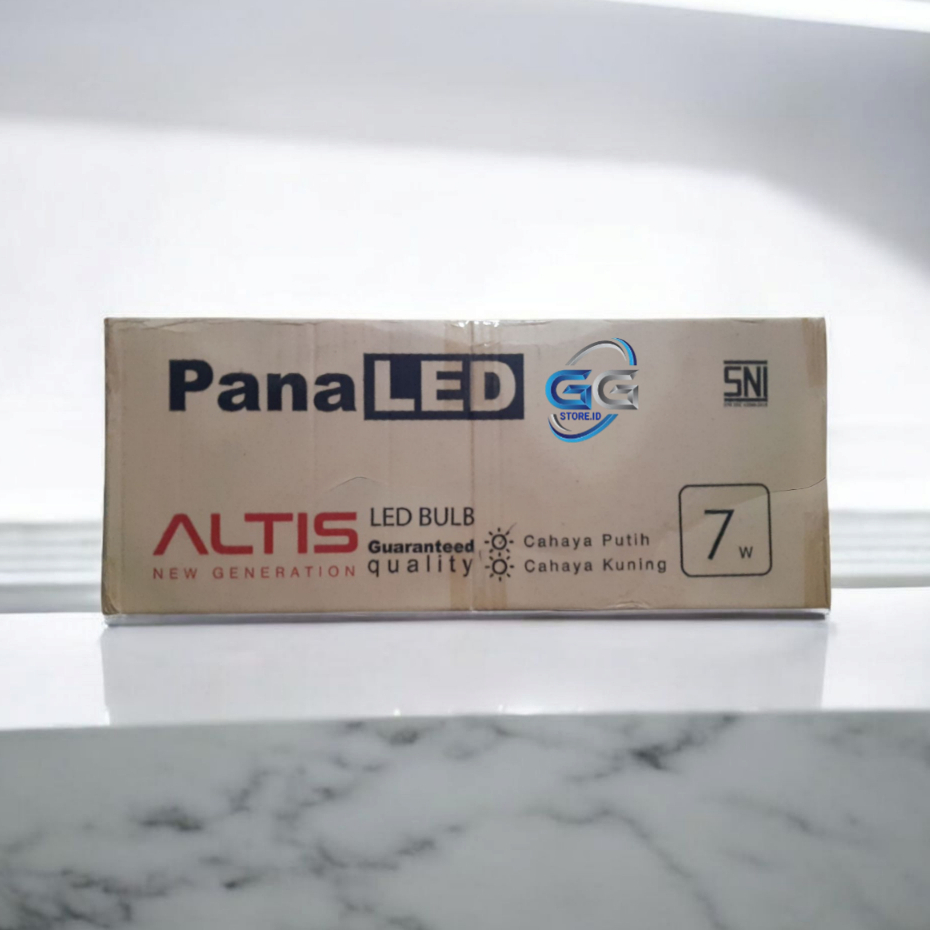 PanaLED
GG
STORE.ID
SNI
ALTIS
NEW GENERATION
LED BULB
Guaranteed
quality
Cahaya Putih
Cahaya Kuning
7 W